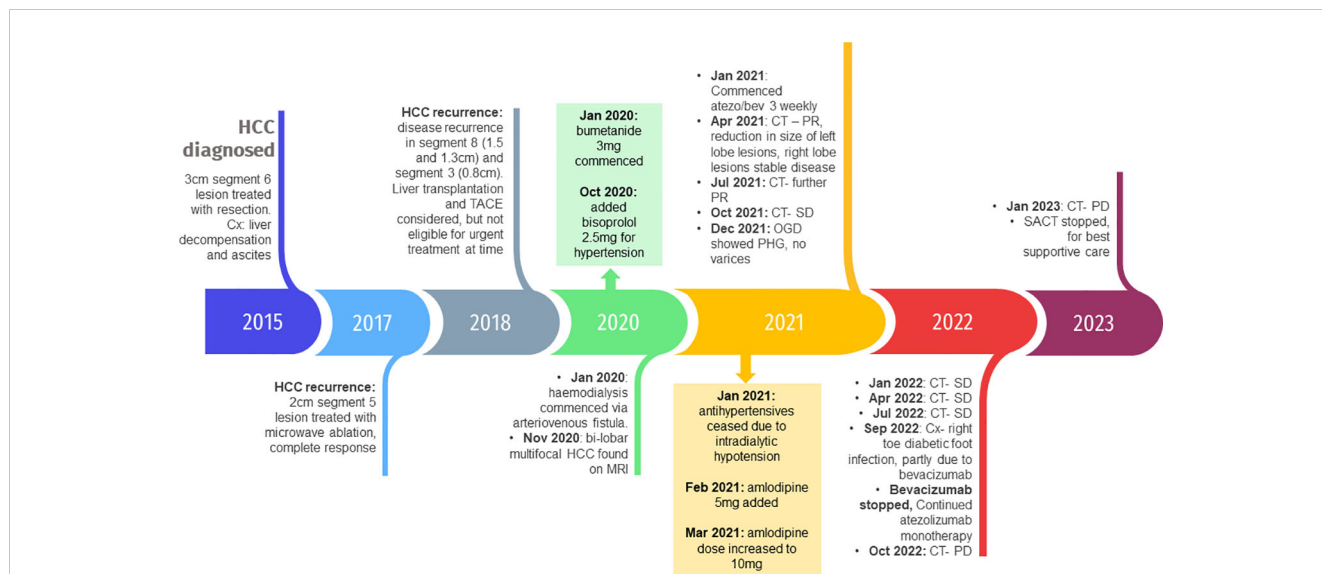 HCC
diagnosed
3cm segment 6
lesion treated
with resection.
Cx: liver
decompensation
and ascites
HCC recurrence:
disease recurrence
in segment 8 (1.5
and 1.3cm) and
segment 3 (0.8cm).
Liver transplantation
and TACE
considered, but not
eligible for urgent
treatment at time
Jan 2020:
bumetanide
3mg
commenced
Oct 2020:
added
bisoprolol
2.5mg for
hypertension
• Jan 2021:
Commenced
atezo/bev 3 weekly
• Apr 2021: CT – PR,
reduction in size of left
lobe lesions, right lobe
lesions stable disease
• Jul 2021: CT- further
PR
• Oct 2021: CT- SD
• Dec 2021: OGD
showed PHG, no
varices
• Jan 2023: CT- PD
• SACT stopped,
for best
supportive care
2015
2017
2018
2020
2021
2022
2023
HCC recurrence:
2cm segment 5
lesion treated with
microwave ablation,
complete response
• Jan 2020:
haemodialysis
commenced via
arteriovenous fistula.
• Nov 2020: bi-lobar
multifocal HCC found
on MRI
Jan 2021:
antihypertensives
ceased due to
intradialytic
hypotension
Feb 2021: amlodipine
5mg added
Mar 2021: amlodipine
dose increased to
10mg
• Jan 2022: CT- SD
• Apr 2022: CT- SD
• Jul 2022: CT- SD
• Sep 2022: Cx- right
toe diabetic foot
infection, partly due to
bevacizumab
• Bevacizumab
stopped, Continued
atezolizumab
monotherapy
• Oct 2022: CT- PD